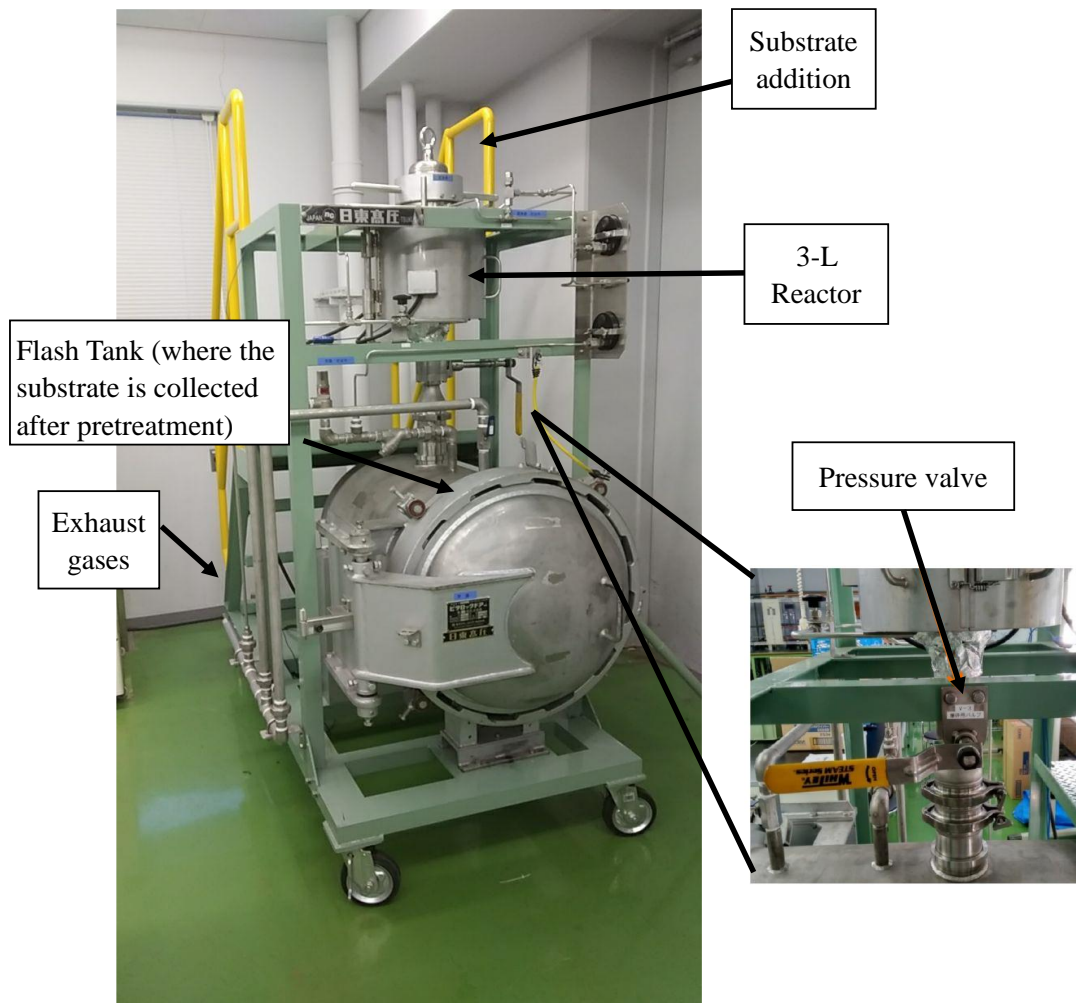 Substrate
addition
3-L
Reactor
Flash Tank (where the
substrate is collected
after pretreatment)
Exhaust
gases
Pressure valve
JAPAN
日東高圧
日東高圧
Whitey
STEAM Series